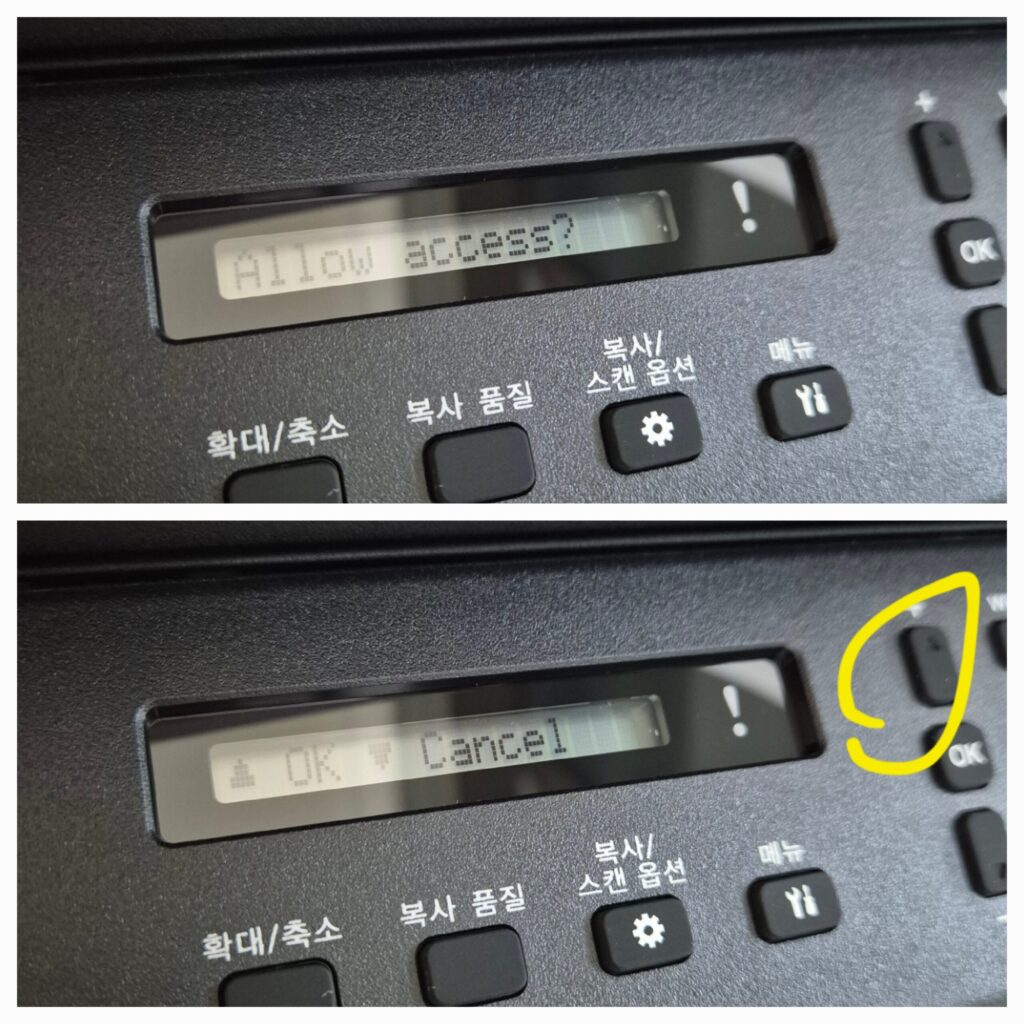 +
Allow access?
!
OK
복사/
스캔 옵션
메뉴
복사 품질
확대/축소
+
▲ OK ▼ Cancel
!
OK
복사/
스캔 옵션
메뉴
복사 품질
확대/축소